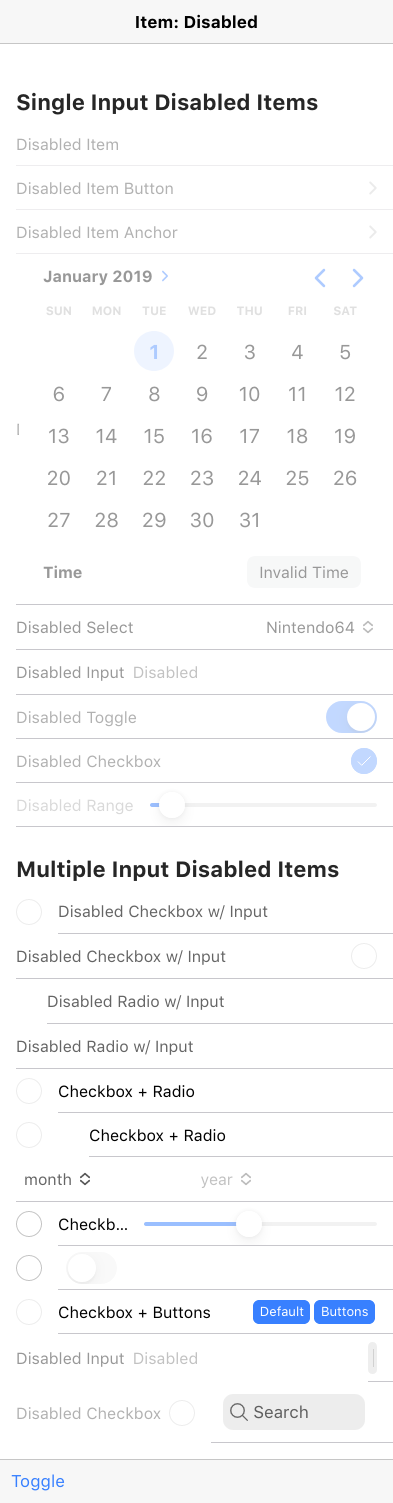 Item: Disabled
Single Input Disabled Items
Disabled Item
Disabled Item Button
Disabled Item Anchor
January 2019
SUN MON TUE WED THU FRI SAT
1 2 3 4 5
6 7 8 9 10 11 12
13 14 15 16 17 18 19
20 21 22 23 24 25 26
27 28 29 30 31
Time Invalid Time
Disabled Select Nintendo64
Disabled Input Disabled
Disabled Toggle
Disabled Checkbox
Disabled Range
Multiple Input Disabled Items
Disabled Checkbox w/ Input
Disabled Checkbox w/ Input
Disabled Radio w/ Input
Disabled Radio w/ Input
Checkbox + Radio
Checkbox + Radio
month year
Checkb...
Checkbox + Buttons Default Buttons
Disabled Input Disabled
Disabled Checkbox Search
Toggle